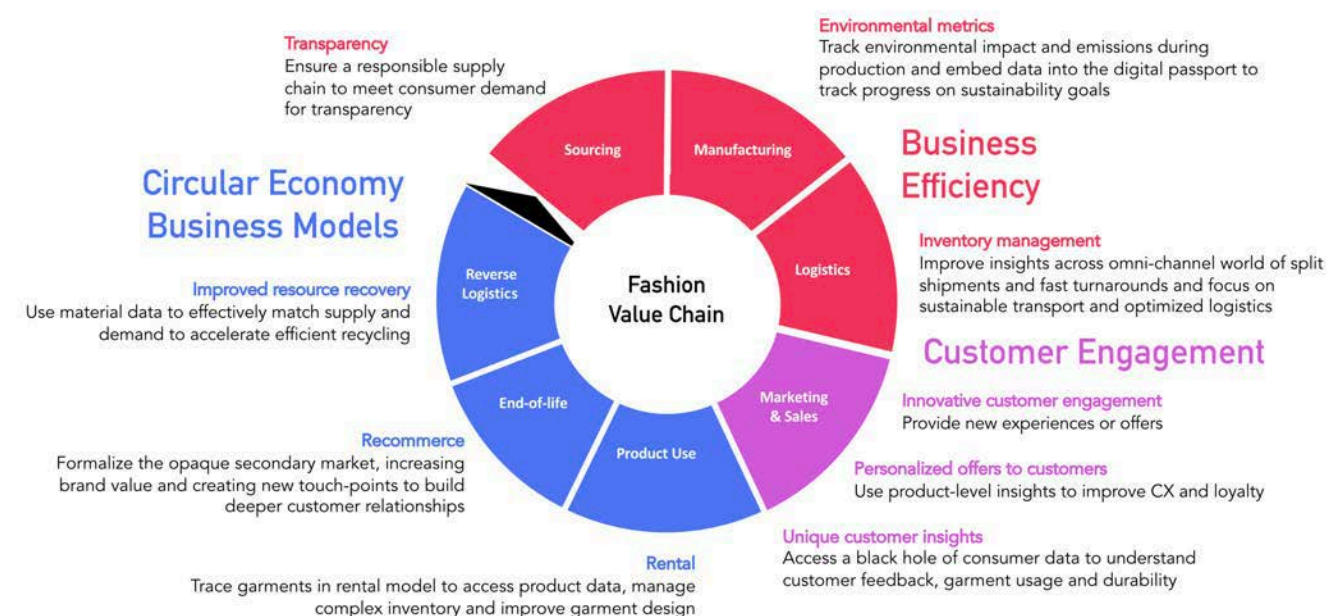 Transparency
Ensure a responsible supply
chain to meet consumer demand
for transparency
Environmental metrics
Track environmental impact and emissions during
production and embed data into the digital passport to
track progress on sustainability goals
Sourcing
Manufacturing
Business
Efficiency
Circular Economy
Business Models
Inventory management
Improve insights across omni-channel world of split
shipments and fast turnarounds and focus on
sustainable transport and optimized logistics
Logistics
Reverse
Logistics
Fashion
Value Chain
Improved resource recovery
Use material data to effectively match supply and
demand to accelerate efficient recycling
Customer Engagement
Innovative customer engagement
Provide new experiences or offers
Marketing
& Sales
End-of-life
Product Use
Recommerce
Formalize the opaque secondary market, increasing
brand value and creating new touch-points to build
deeper customer relationships
Personalized offers to customers
Use product-level insights to improve CX and loyalty
Unique customer insights
Access a black hole of consumer data to understand
customer feedback, garment usage and durability
Rental
Trace garments in rental model to access product data, manage
complex inventory and improve garment design